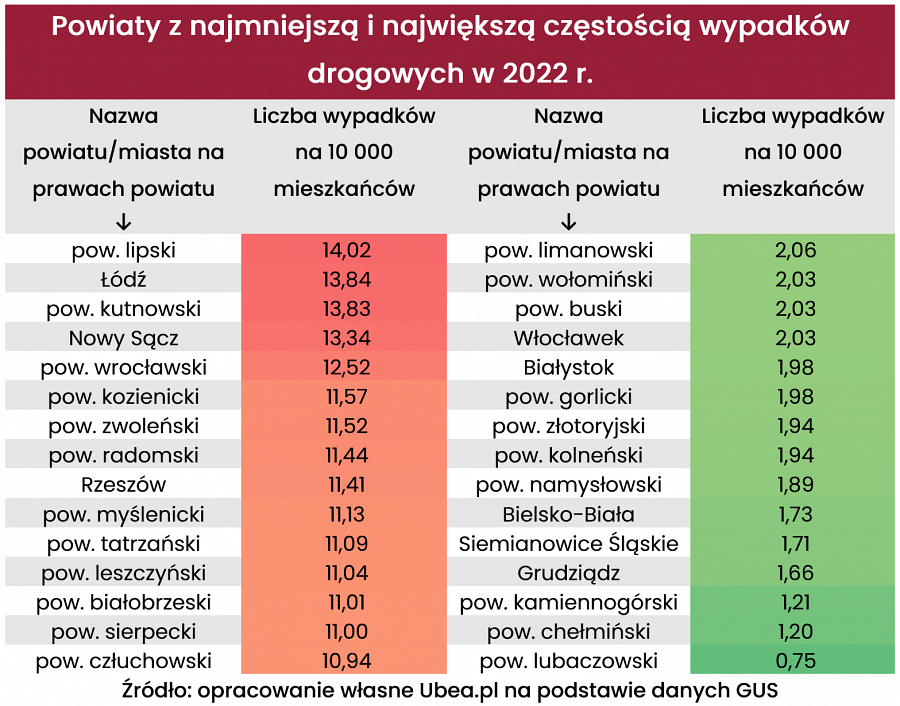 Powiaty z najmniejszą i największą częstością wypadków
drogowych w 2022 r.
Nazwa powiatu/miasta na prawach powiatu ↓ Liczba wypadków na 10 000 mieszkańców Nazwa powiatu/miasta na prawach powiatu ↓ Liczba wypadków na 10 000 mieszkańców
pow. lipski 14,02 pow. limanowski 2,06
Łódź 13,84 pow. wołomiński 2,03
pow. kutnowski 13,83 pow. buski 2,03
Nowy Sącz 13,34 Włocławek 2,03
pow. wrocławski 12,52 Białystok 1,98
pow. kozienicki 11,57 pow. gorlicki 1,98
pow. zwoleński 11,52 pow. złotoryjski 1,94
pow. radomski 11,44 pow. kolneński 1,94
Rzeszów 11,41 pow. namysłowski 1,89
pow. myślenicki 11,13 Bielsko-Biała 1,73
pow. tatrzański 11,09 Siemianowice Śląskie 1,71
pow. leszczyński 11,04 Grudziądz 1,66
pow. białobrzeski 11,01 pow. kamiennogórski 1,21
pow. sierpecki 11,00 pow. chełmiński 1,20
pow. człuchowski 10,94 pow. lubaczowski 0,75
Źródło: opracowanie własne Ubea.pl na podstawie danych GUS